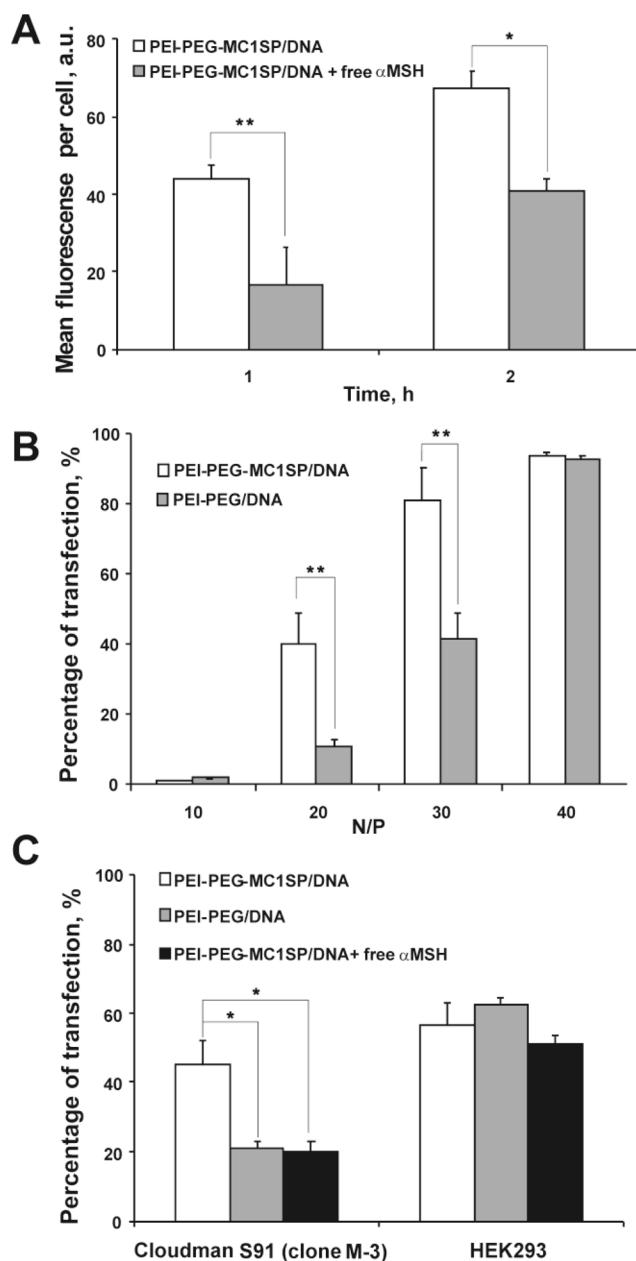 A
80
60
40
20
0
Mean fluorescense per cell, a.u.
PEI-PEG-MC1SP/DNA
PEI-PEG-MC1SP/DNA + free αMSH
**
*
1
2
Time, h
B
100
80
60
40
20
0
Percentage of transfection, %
PEI-PEG-MC1SP/DNA
PEI-PEG/DNA
**
**
10
20
30
40
N/P
C
100
80
60
40
20
0
Percentage of transfection, %
PEI-PEG-MC1SP/DNA
PEI-PEG/DNA
PEI-PEG-MC1SP/DNA+ free αMSH
*
*
Cloudman S91 (clone M-3)
HEK293